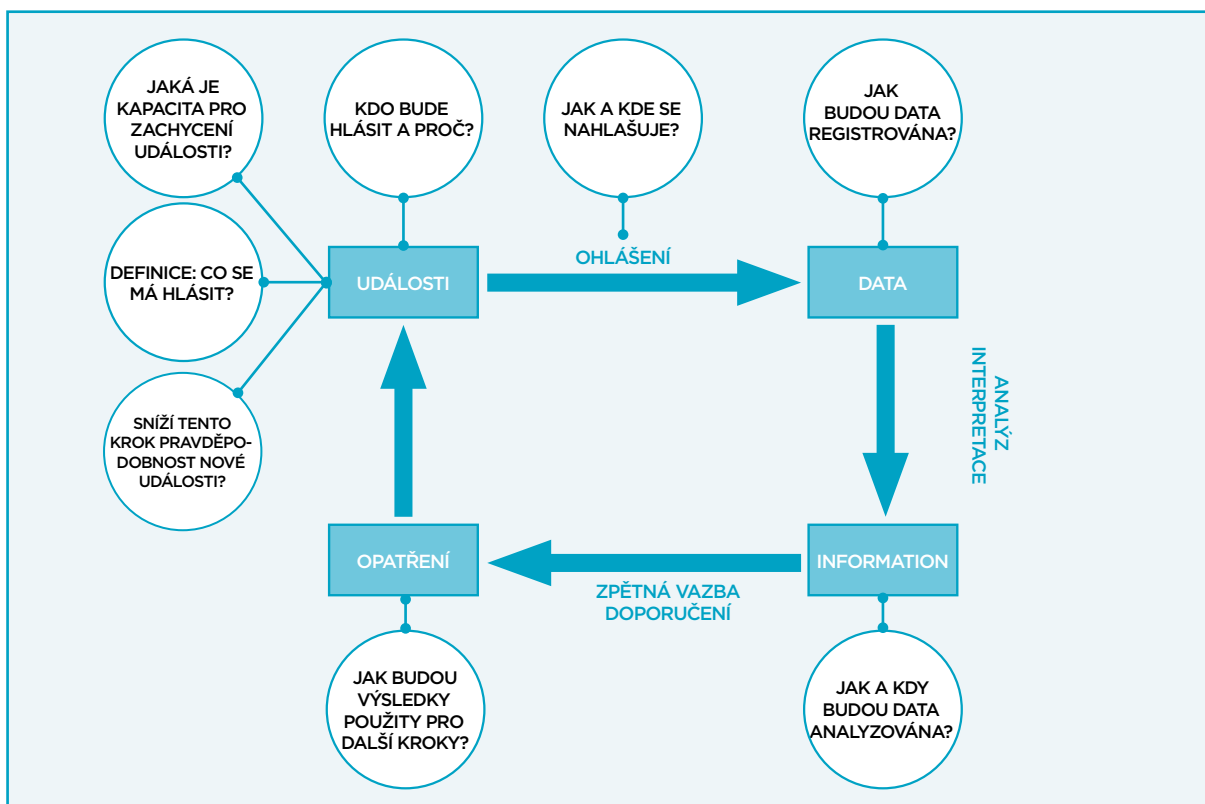 JAKÁ JE
KAPACITA PRO
ZACHYCENÍ
UDÁLOSTI?
KDO BUDE
HLÁSIT A PROČ?
JAK A KDE SE
NAHLAŠUJE?
JAK
BUDOU DATA
REGISTROVÁNA?
DEFINICE: CO SE
MÁ HLÁSIT?
UDÁLOSTI
OHLÁŠENÍ
DATA
SNÍŽÍ TENTO
KROK PRAVDĚPO-
DOBNOST NOVÉ
UDÁLOSTI?
ANALÝZ
INTERPRETACE
OPATŘENÍ
ZPĚTNÁ VAZBA
DOPORUČENÍ
INFORMATION
JAK BUDOU
VÝSLEDKY
POUŽITY PRO
DALŠÍ KROKY?
JAK A KDY
BUDOU DATA
ANALYZOVÁNA?